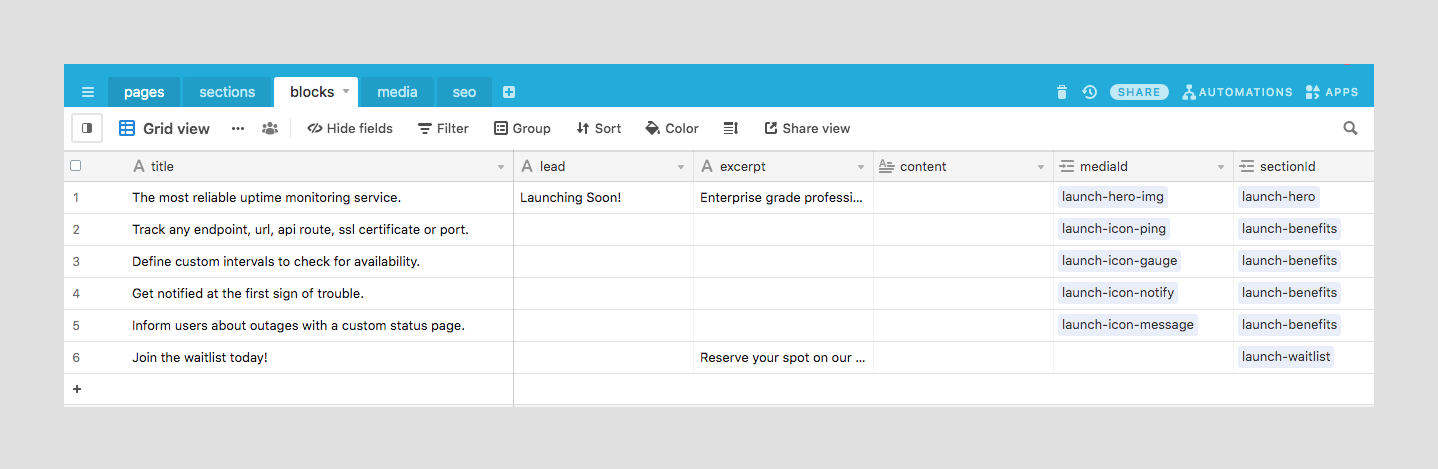 pages sections blocks media seo SHARE AUTOMATIONS APPS
Grid view Hide fields Filter Group Sort Color Share view
title lead excerpt content mediaId sectionId
1 The most reliable uptime monitoring service. Launching Soon! Enterprise grade professi... launch-hero-img launch-hero
2 Track any endpoint, url, api route, ssl certificate or port. launch-icon-ping launch-benefits
3 Define custom intervals to check for availability. launch-icon-gauge launch-benefits
4 Get notified at the first sign of trouble. launch-icon-notify launch-benefits
5 Inform users about outages with a custom status page. launch-icon-message launch-benefits
6 Join the waitlist today! Reserve your spot on our ... launch-waitlist